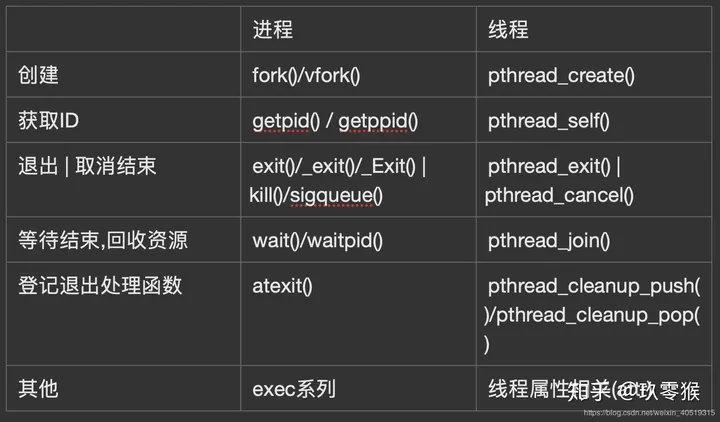 进程 线程
创建 fork()/vfork() pthread_create()
获取ID getpid() / getppid() pthread_self()
退出 | 取消结束 exit()/_exit()/_Exit() | pthread_exit() |
kill()/sigqueue() pthread_cancel()
等待结束,回收资源 wait()/waitpid() pthread_join()
登记退出处理函数 atexit() pthread_cleanup_push(
)/pthread_cleanup_pop(
)
其他 exec系列 线程属性相关
知乎 @玖零猴
https://blog.csdn.net/weixin_40519315